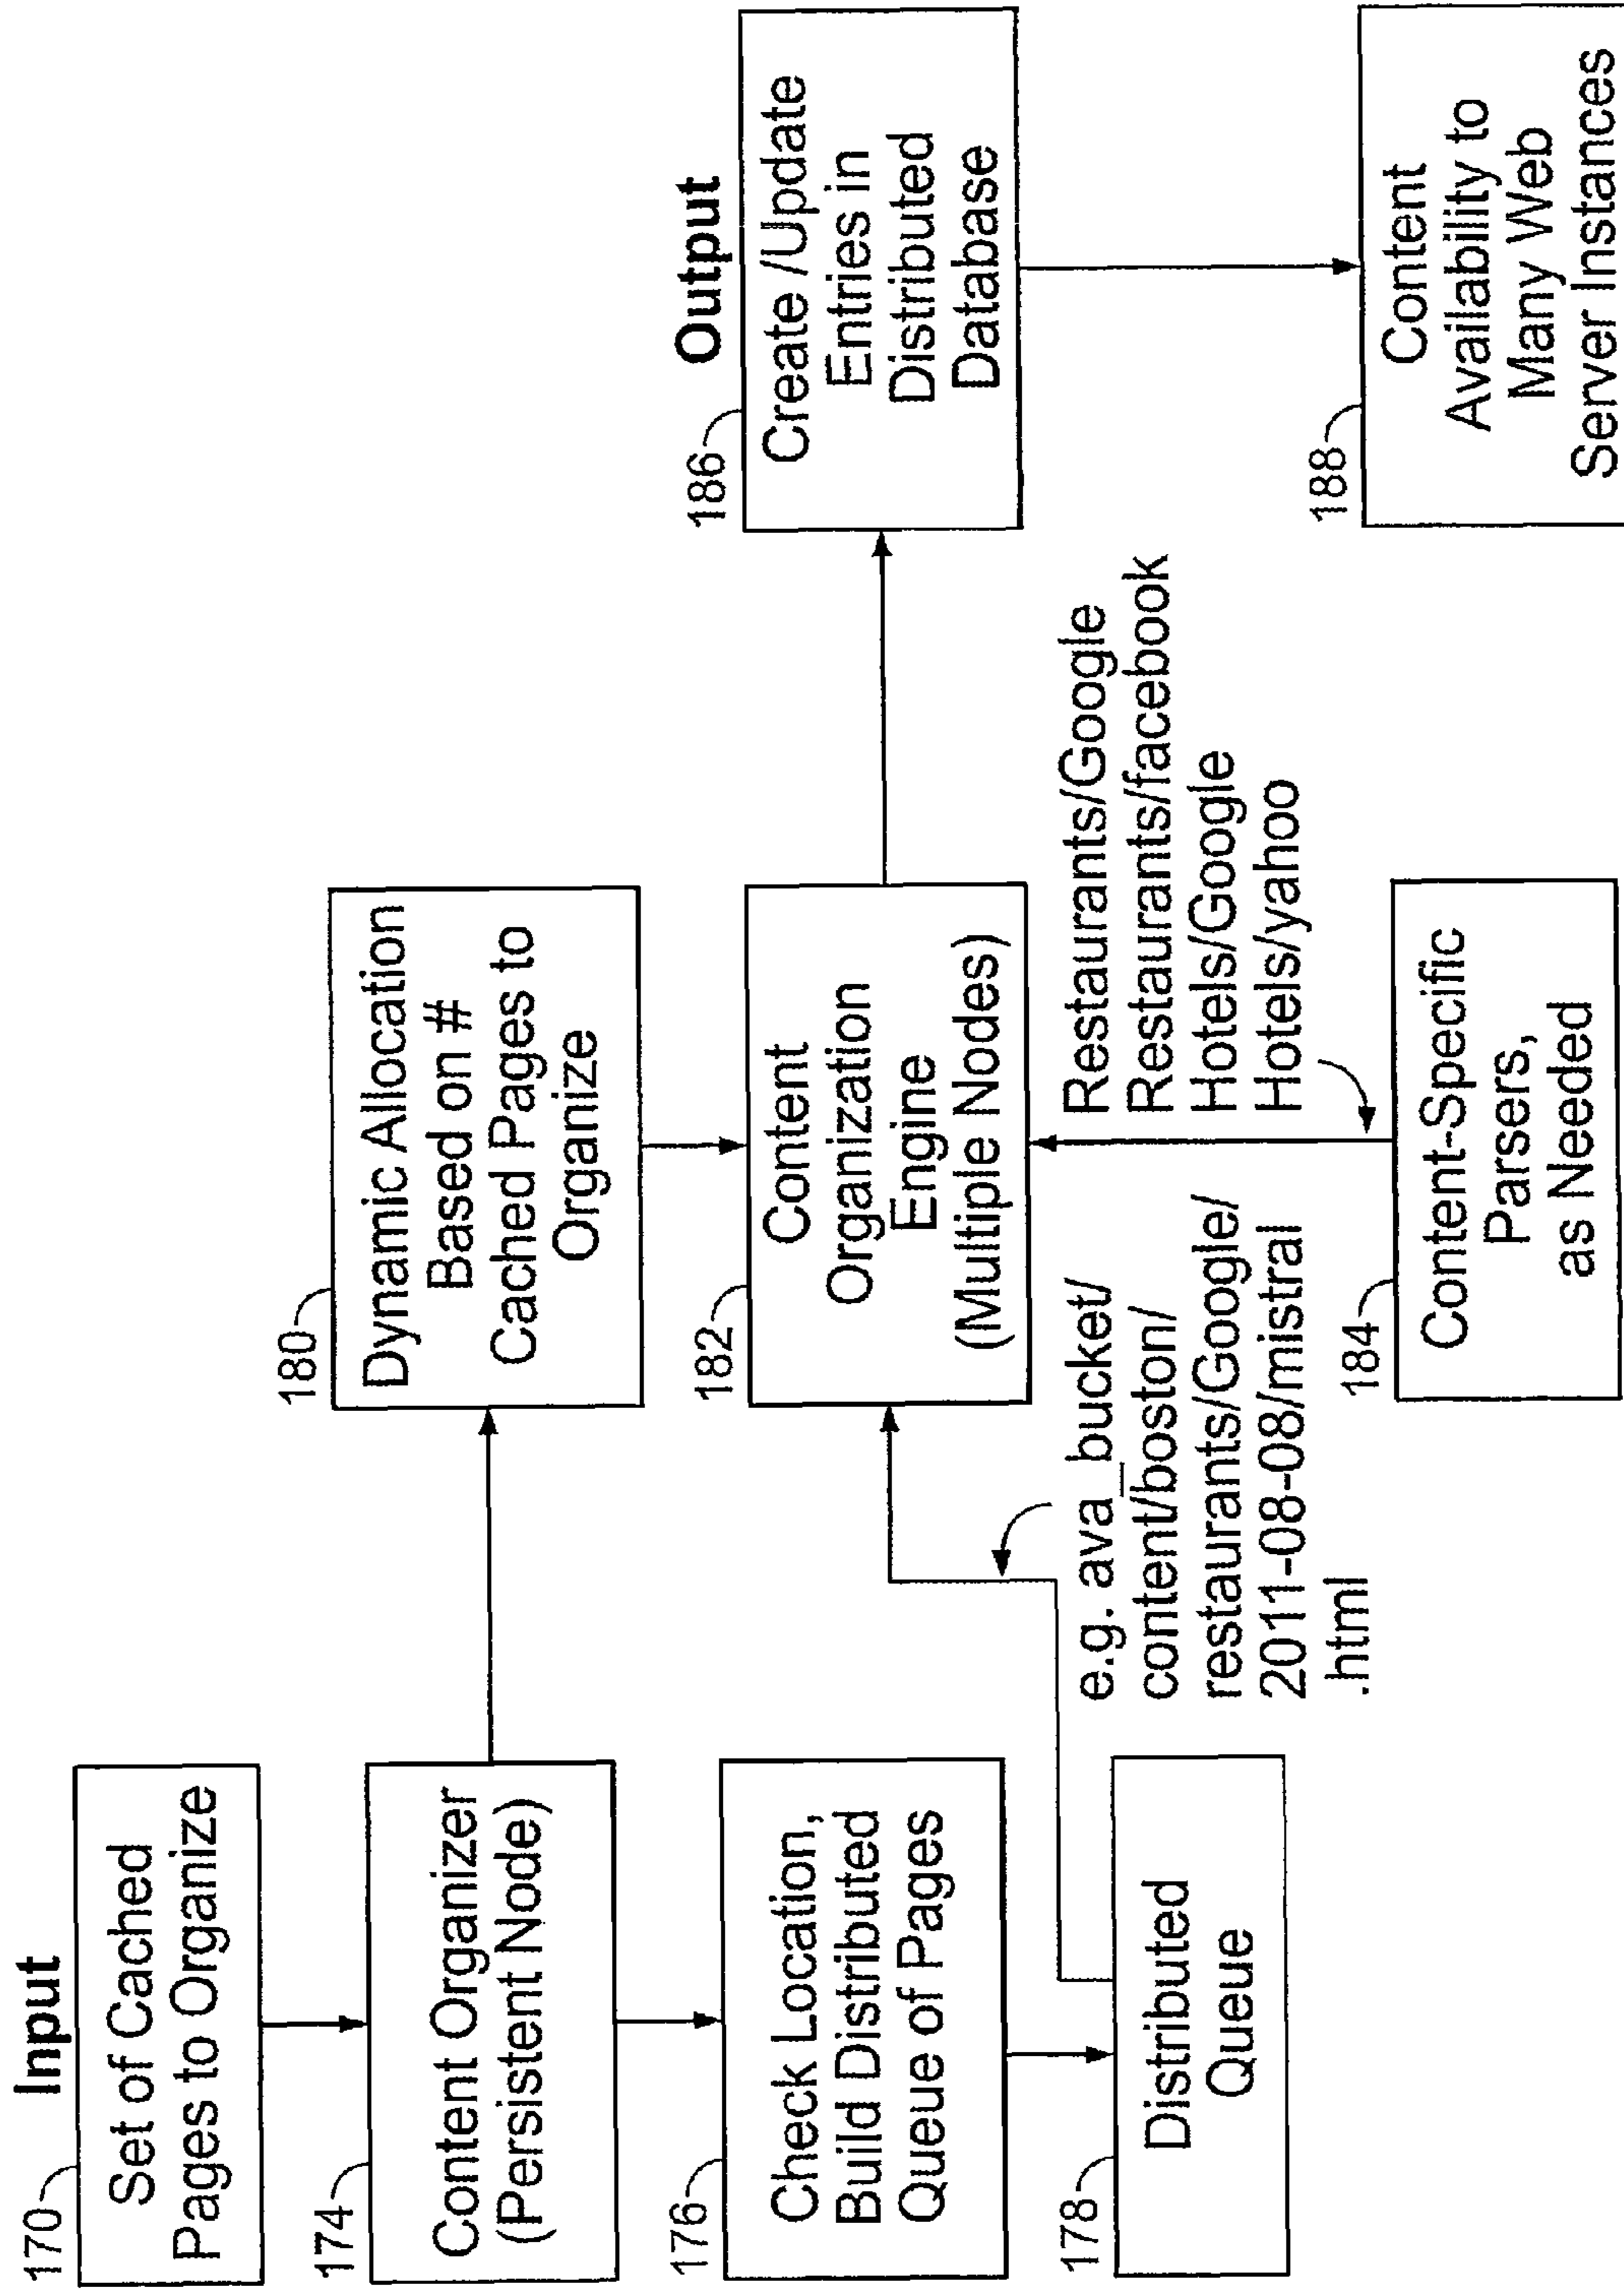 Input
170
Set of Cached
Pages to Organize
174
Content Organizer
(Persistent Node)
176
Check Location,
Build Distributed
Queue of Pages
178
Distributed
Queue
180
Dynamic Allocation
Based on #
Cached Pages to
Organize
182
Content
Organization
Engine
(Multiple Nodes)
e.g. ava_bucket/
content/boston/
restaurants/Google/
2011-08-08/mistral
.html
Restaurants/Google
Restaurants/facebook
Hotels/Google
Hotels/yahoo
184
Content-Specific
Parsers,
as Needed
Output
186
Create /Update
Entries in
Distributed
Database
188
Content
Availability to
Many Web
Server Instances